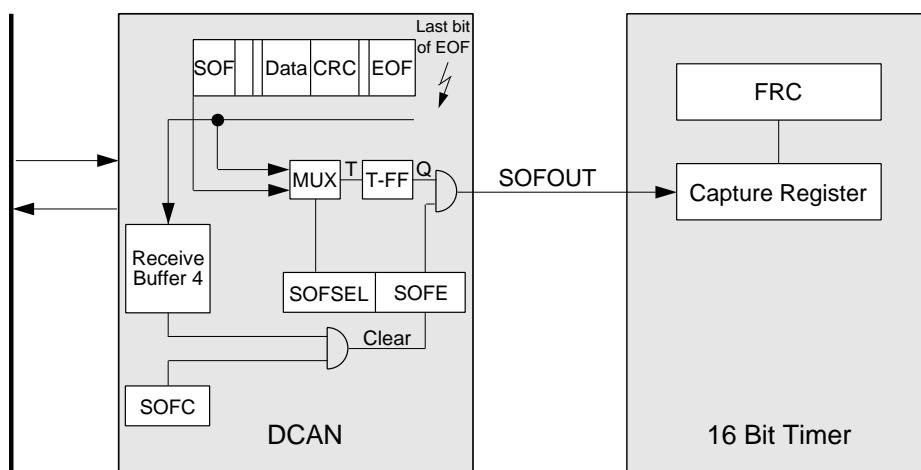 Last bit
of EOF
SOF Data CRC EOF
FRC
MUX T T-FF Q
SOFOUT
Capture Register
Receive
Buffer 4
SOFSEL SOFE
Clear
SOFC
DCAN
16 Bit Timer